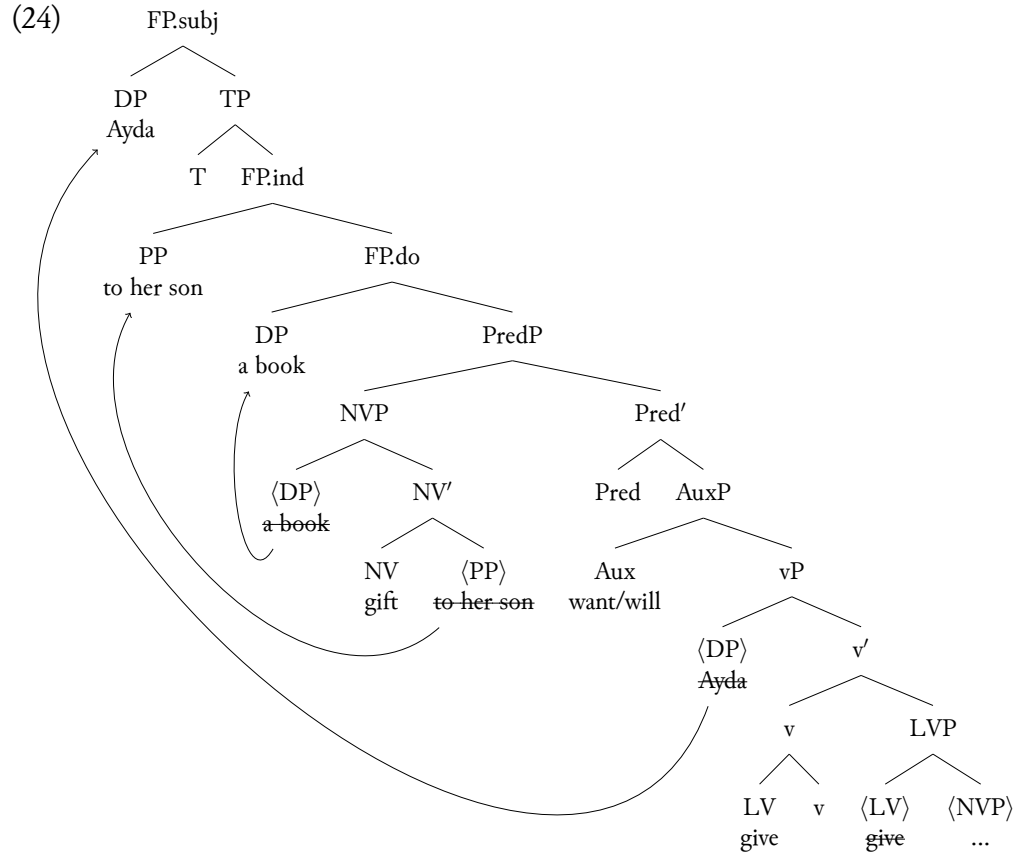 (24) FP.subj
DP TP
Ayda
T FP.ind
PP FP.do
to her son
DP PredP
a book
NVP Pred′
⟨DP⟩ NV′ Pred AuxP
a book
NV ⟨PP⟩ Aux vP
gift to her son want/will
⟨DP⟩ v′
Ayda
v LVP
LV v ⟨LV⟩ ⟨NVP⟩
give give ...